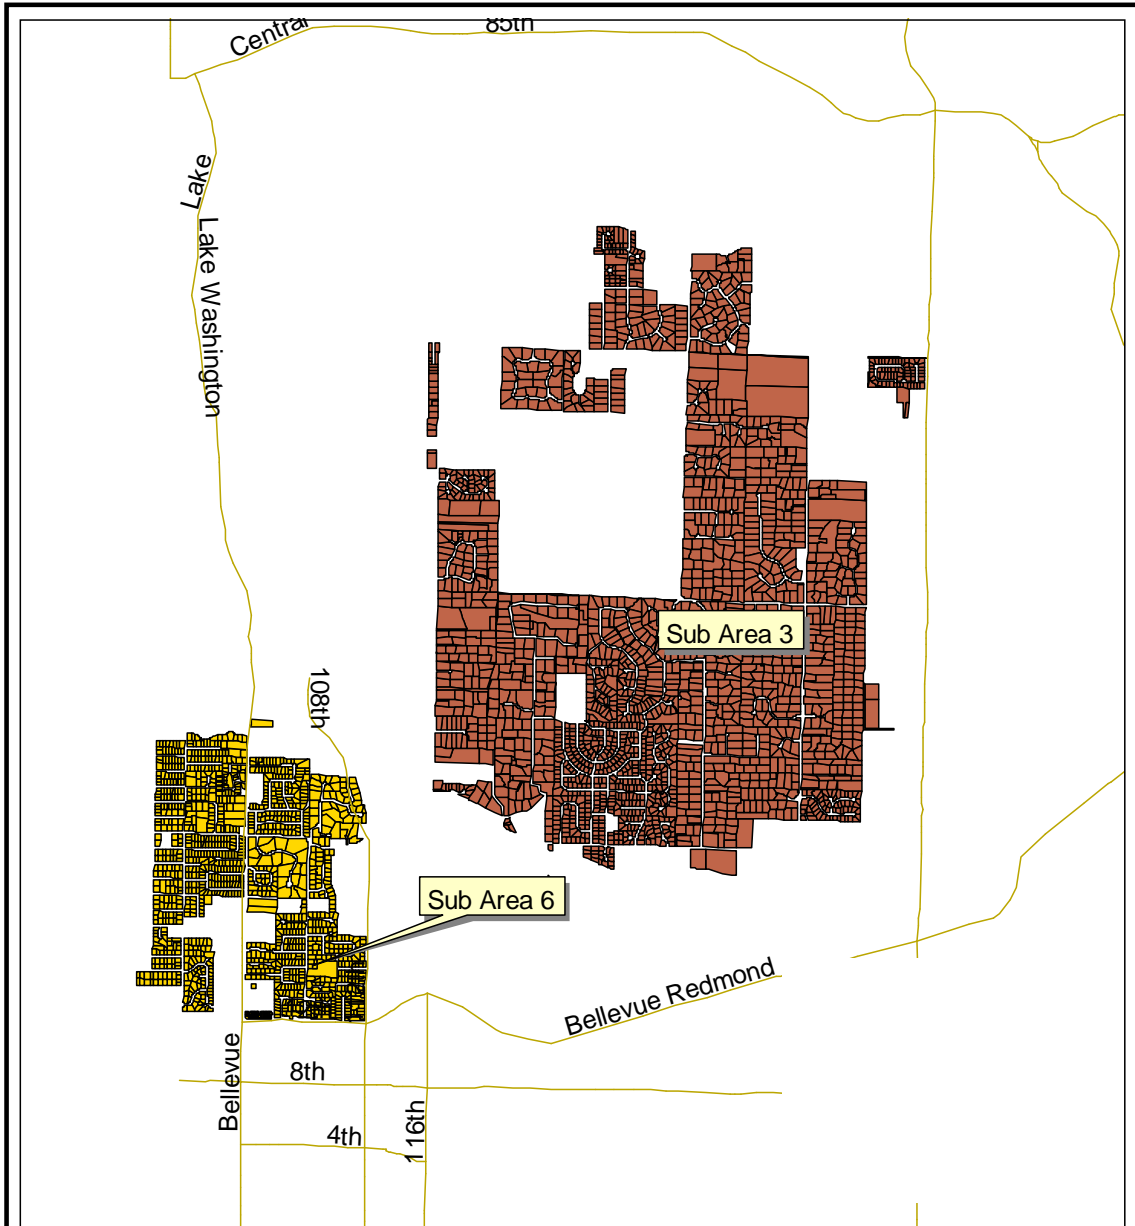 Central
85th
Lake
Lake Washington
Sub Area 3
108th
Sub Area 6
Bellevue Redmond
Bellevue
8th
4th
116th